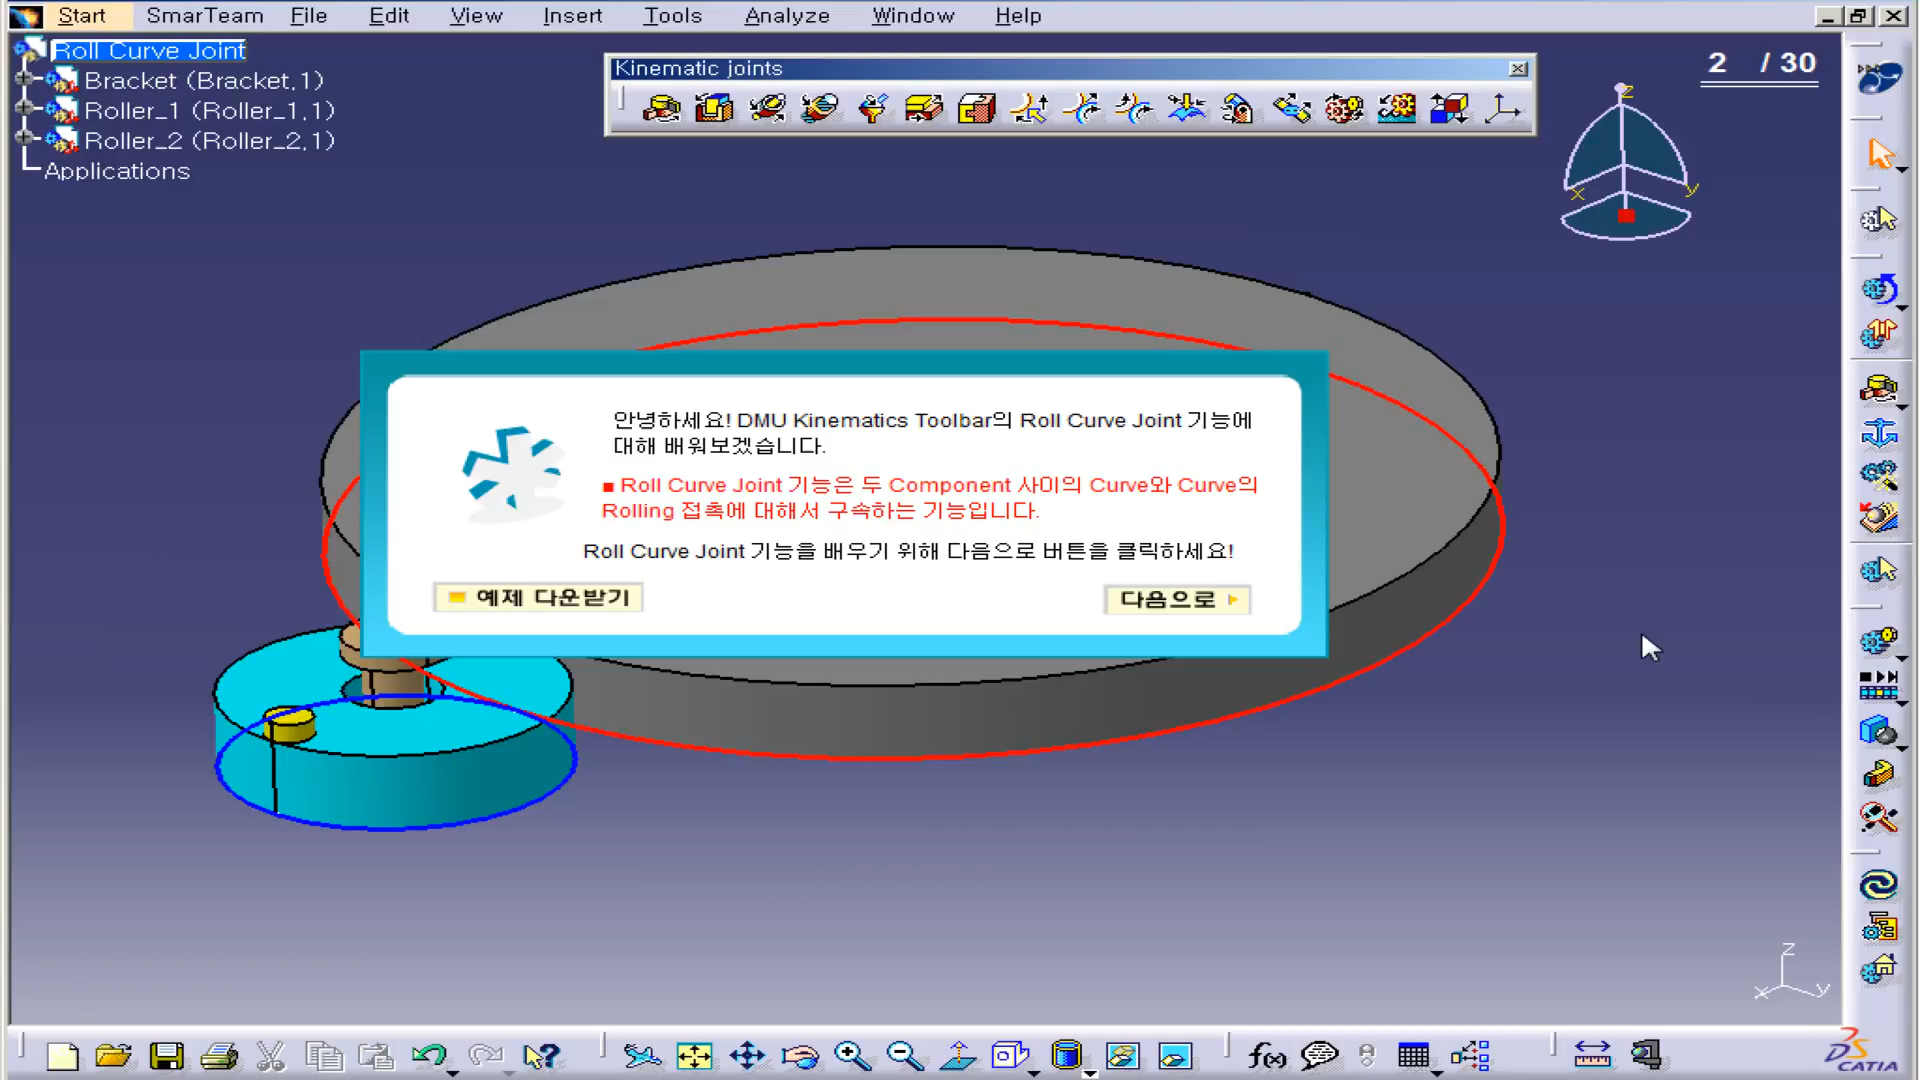 Start SmarTeam File Edit View Insert Tools Analyze Window Help
Roll Curve Joint
Bracket (Bracket,1)
Roller_1 (Roller_1,1)
Roller_2 (Roller_2,1)
Applications
Kinematic joints
2 / 30
z
x y
안녕하세요! DMU Kinematics Toolbar의 Roll Curve Joint 기능에
대해 배워보겠습니다.
■ Roll Curve Joint 기능은 두 Component 사이의 Curve와 Curve의
Rolling 접촉에 대해서 구속하는 기능입니다.
Roll Curve Joint 기능을 배우기 위해 다음으로 버튼을 클릭하세요!
예제 다운받기
다음으로
z
x y
f(x)
CATIA